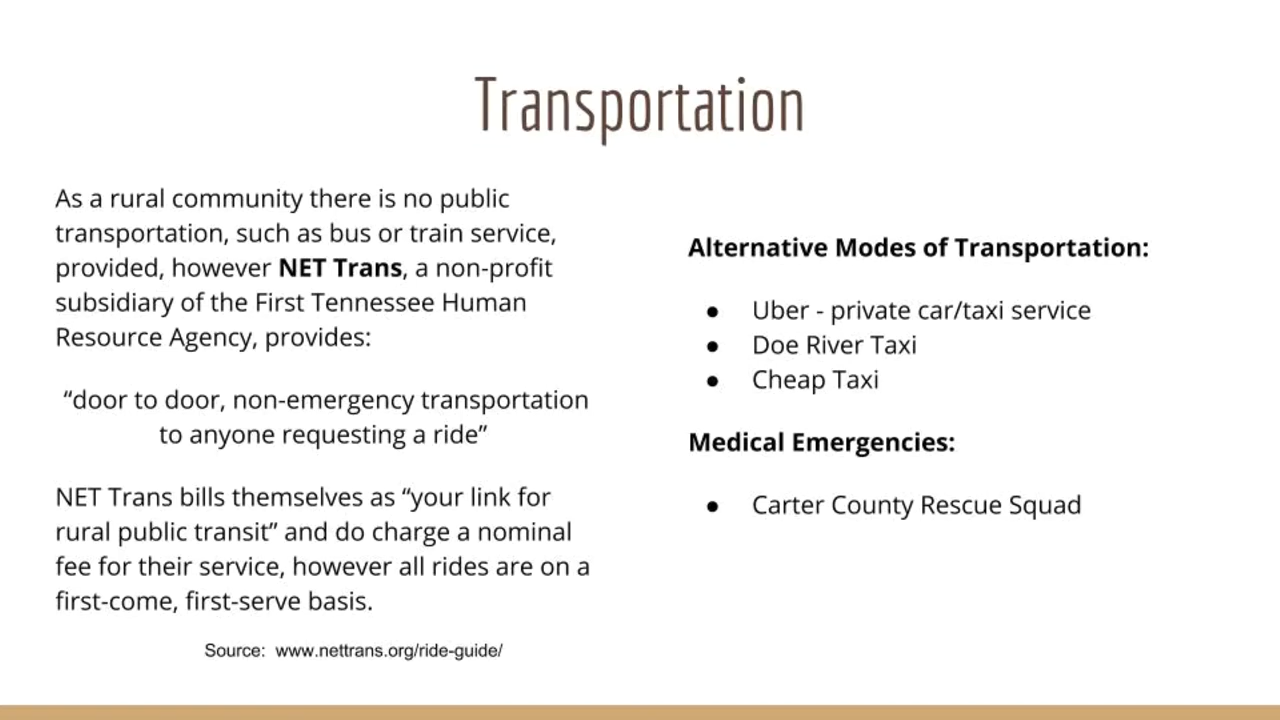 Transportation
As a rural community there is no public
transportation, such as bus or train service,
provided, however NET Trans, a non-profit
subsidiary of the First Tennessee Human
Resource Agency, provides:
“door to door, non-emergency transportation
to anyone requesting a ride”
NET Trans bills themselves as “your link for
rural public transit” and do charge a nominal
fee for their service, however all rides are on a
first-come, first-serve basis.
Source: www.nettrans.org/ride-guide/
Alternative Modes of Transportation:
● Uber - private car/taxi service
● Doe River Taxi
● Cheap Taxi
Medical Emergencies:
● Carter County Rescue Squad